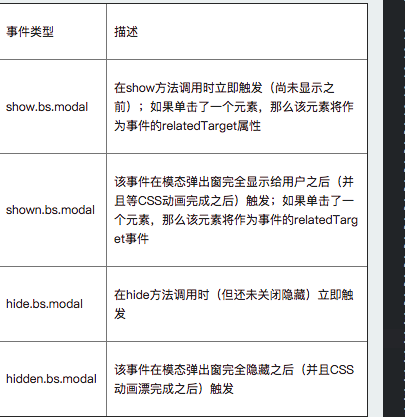 事件类型
描述
show.bs.modal
在show方法调用时立即触发（尚未显示之
前）；如果单击了一个元素，那么该元素将作
为事件的relatedTarget属性
shown.bs.modal
该事件在模态弹出窗完全显示给用户之后（并
且等CSS动画完成之后）触发；如果单击了一
个元素，那么该元素将作为事件的relatedTarg
et事件
hide.bs.modal
在hide方法调用时（但还未关闭隐藏）立即触
发
hidden.bs.modal
该事件在模态弹出窗完全隐藏之后（并且CSS
动画漂完成之后）触发